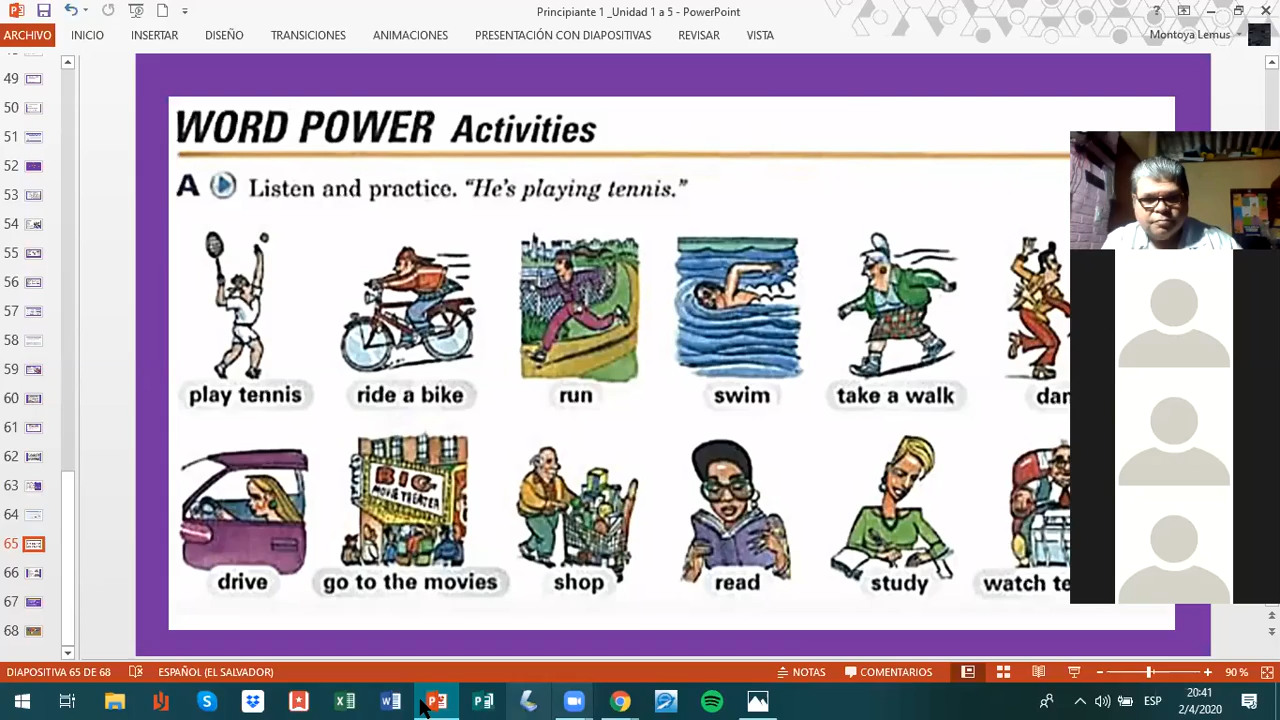 Principiante 1 _Unidad 1 a 5 - PowerPoint
?
ARCHIVO INICIO INSERTAR DISEÑO TRANSICIONES ANIMACIONES PRESENTACIÓN CON DIAPOSITIVAS REVISAR VISTA
Montoya Lemus
49
50
51
52
53
54
55
56
57
58
59
60
61
62
63
64
65
66
67
68
WORD POWER Activities
A Listen and practice. "He's playing tennis."
play tennis ride a bike run swim take a walk dan
BIG
MOVIE THEATER
drive go to the movies shop read study watch te
DIAPOSITIVA 65 DE 68 ESPAÑOL (EL SALVADOR) NOTAS COMENTARIOS 90 %
ESP
20:41
2/4/2020